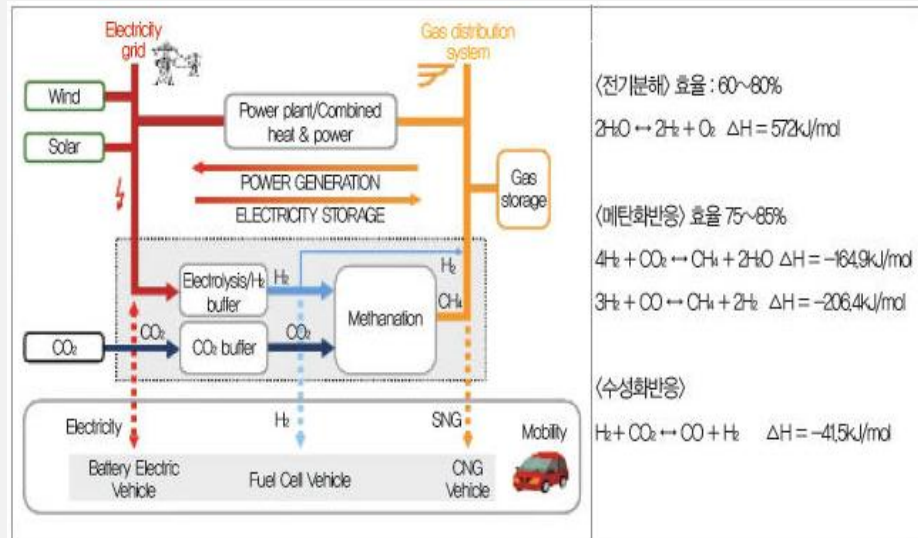 Electricity
grid
Gas distribution
system
Wind
Solar
Power plant/Combined
heat & power
POWER GENERATION
ELECTRICITY STORAGE
Gas
storage
Electrolysis/H₂
buffer
H₂
H₂
CH₄
Methanation
CO₂
CO₂
CO₂ buffer
CO₂
Electricity
H₂
SNG
Mobility
Battery Electric
Vehicle
Fuel Cell Vehicle
CNG
Vehicle
〈전기분해〉 효율 : 60~80%
2H₂O ↔ 2H₂ + O₂ ΔH = 572kJ/mol
〈메탄화반응〉 효율 75~85%
4H₂ + CO₂ ↔ CH₄ + 2H₂O ΔH = -164.9kJ/mol
3H₂ + CO ↔ CH₄ + 2H₂ ΔH = -206.4kJ/mol
〈수성화반응〉
H₂ + CO₂ ↔ CO + H₂ ΔH = -41.5kJ/mol